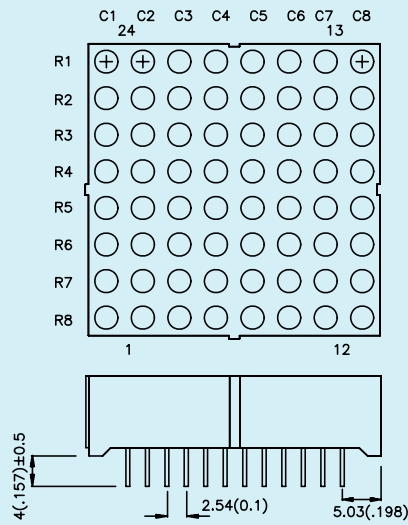 C1 C2 C3 C4 C5 C6 C7 C8
24 13
R1
R2
R3
R4
R5
R6
R7
R8
1 12
4(.157)±0.5
2.54(0.1)
5.03(.198)